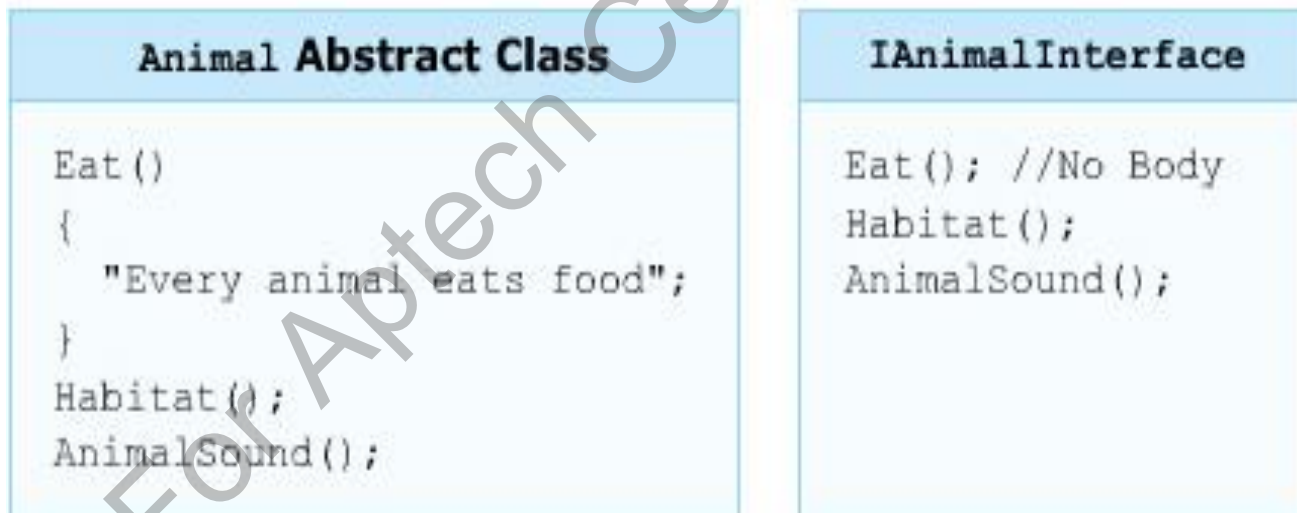 Animal Abstract Class
Eat()
{
"Every animal eats food";
}
Habitat();
AnimalSound();
IAnimalInterface
Eat(); //No Body
Habitat();
AnimalSound();
For Aptech Ce